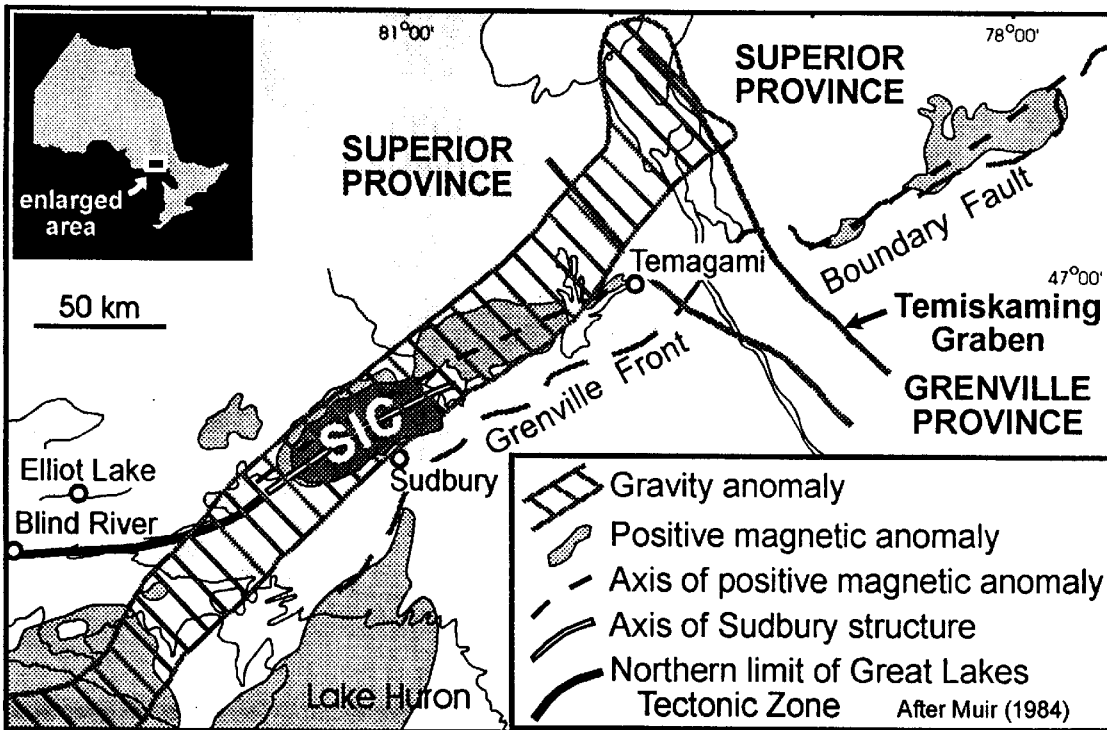 81°00'
78°00'
SUPERIOR
PROVINCE
SUPERIOR
PROVINCE
enlarged
area
Boundary Fault
Temagami
47°00'
50 km
Temiskaming
Graben
Grenville Front
GRENVILLE
PROVINCE
SIC
Elliot Lake
Sudbury
Blind River
Lake Huron
Gravity anomaly
Positive magnetic anomaly
Axis of positive magnetic anomaly
Axis of Sudbury structure
Northern limit of Great Lakes
Tectonic Zone After Muir (1984)